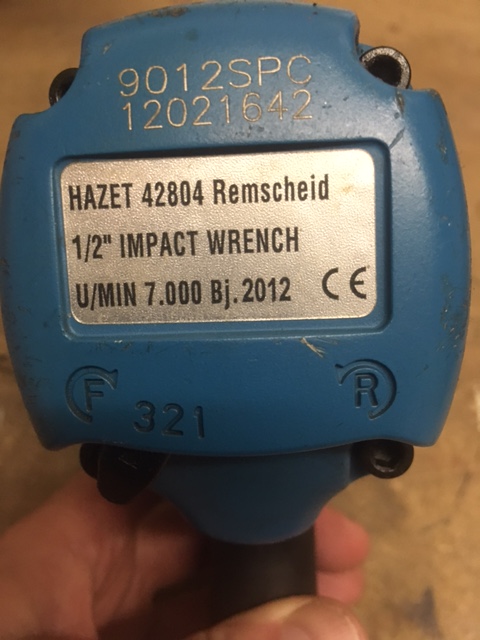 9012SPC
12021642
HAZET 42804 Remscheid
1/2" IMPACT WRENCH
U/MIN 7.000 Bj.2012 CE
F 321 R